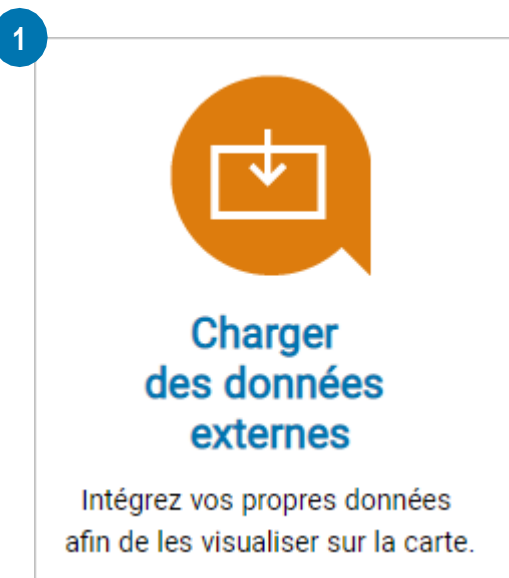 1
Charger
des données
externes
Intégrez vos propres données
afin de les visualiser sur la carte.